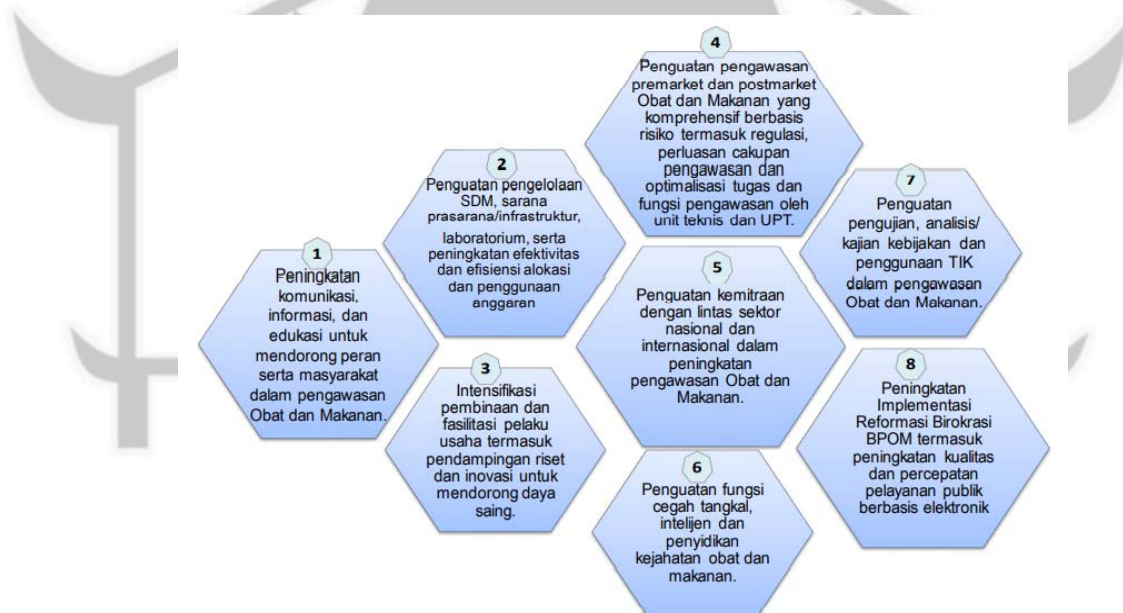 1
Peningkatan
komunikasi,
informasi, dan
edukasi untuk
mendorong peran
serta masyarakat
dalam pengawasan
Obat dan Makanan.
2
Penguatan pengelolaan
SDM, sarana
prasarana/infrastruktur,
laboratorium, serta
peningkatan efektivitas
dan efisiensi alokasi
dan penggunaan
anggaran
3
Intensifikasi
pembinaan dan
fasilitasi pelaku
usaha termasuk
pendampingan riset
dan inovasi untuk
mendorong daya
saing.
4
Penguatan pengawasan
premarket dan postmarket
Obat dan Makanan yang
komprehensif berbasis
risiko termasuk regulasi,
perluasan cakupan
pengawasan dan
optimalisasi tugas dan
fungsi pengawasan oleh
unit teknis dan UPT.
5
Penguatan kemitraan
dengan lintas sektor
nasional dan
internasional dalam
peningkatan
pengawasan Obat dan
Makanan.
6
Penguatan fungsi
cegah tangkal,
intelijen dan
penyidikan
kejahatan obat dan
makanan.
7
Penguatan
pengujian, analisis/
kajian kebijakan dan
penggunaan TIK
dalam pengawasan
Obat dan Makanan.
8
Peningkatan
Implementasi
Reformasi Birokrasi
BPOM termasuk
peningkatan kualitas
dan percepatan
pelayanan publik
berbasis elektronik